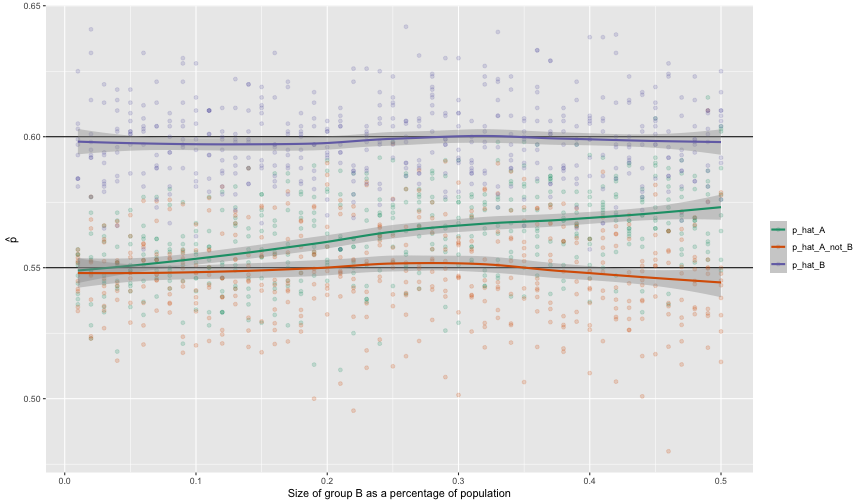 0.65
0.60
0.55
0.50
p̂
0.0 0.1 0.2 0.3 0.4 0.5
Size of group B as a percentage of population
p_hat_A
p_hat_A_not_B
p_hat_B